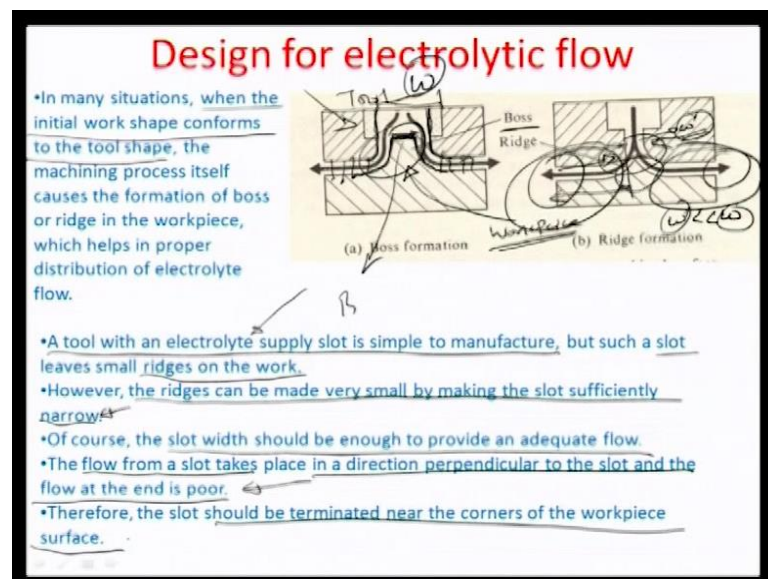 Design for electrolytic flow
•In many situations, when the
initial work shape conforms
to the tool shape, the
machining process itself
causes the formation of boss
or ridge in the workpiece,
which helps in proper
distribution of electrolyte
flow.
Tool
Boss
Ridge
Workpiece
(a) Boss formation
(b) Ridge formation
B
•A tool with an electrolyte supply slot is simple to manufacture, but such a slot
leaves small ridges on the work.
•However, the ridges can be made very small by making the slot sufficiently
narrow.
•Of course, the slot width should be enough to provide an adequate flow.
•The flow from a slot takes place in a direction perpendicular to the slot and the
flow at the end is poor.
•Therefore, the slot should be terminated near the corners of the workpiece
surface.